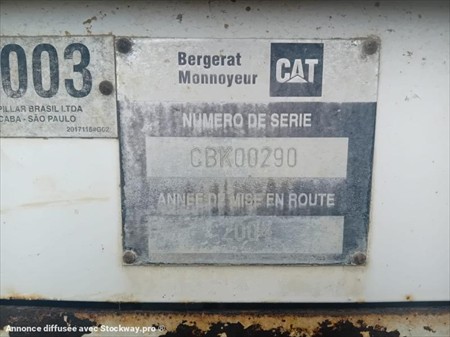 003
PILLAR BRASIL LTDA
CABA - SÃO PAULO
Bergerat
Monnoyeur
CAT
NUMERO DE SERIE
CBK00290
ANNEE DE MISE EN ROUTE
Annonce diffusée avec Stockway.pro